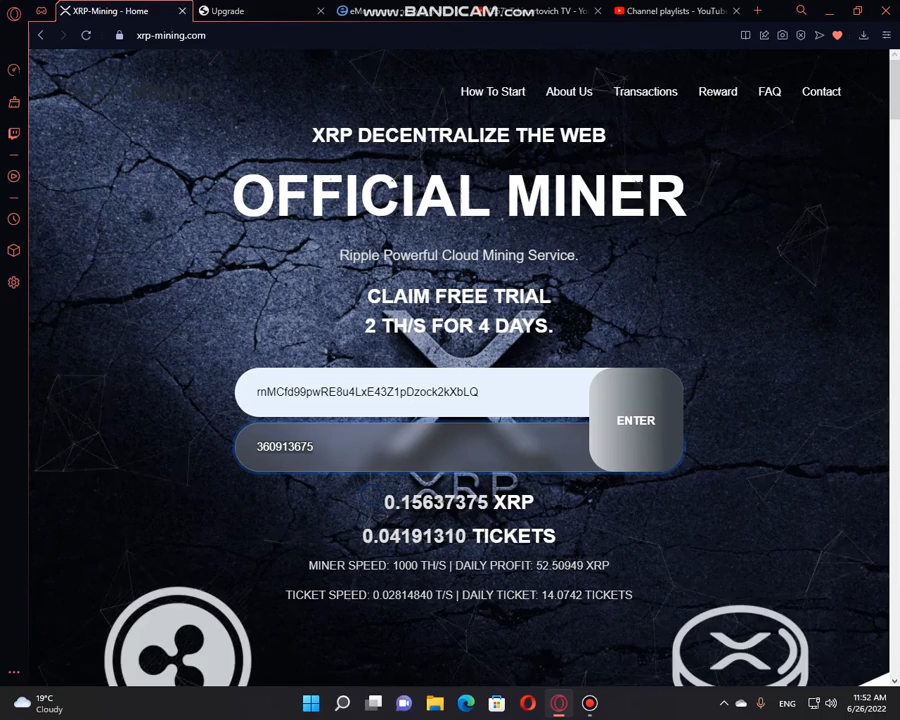 XRP-Mining - Home
Upgrade
www.BANDICAM.com
Channel playlists - YouTube
xrp-mining.com
How To Start About Us Transactions Reward FAQ Contact
XRP DECENTRALIZE THE WEB
OFFICIAL MINER
Ripple Powerful Cloud Mining Service.
CLAIM FREE TRIAL
2 TH/S FOR 4 DAYS.
rnMCfd99pwRE8u4LxE43Z1pDzock2kXbLQ
ENTER
360913675
XRP
0.15637375 XRP
0.04191310 TICKETS
MINER SPEED: 1000 TH/S | DAILY PROFIT: 52.50949 XRP
TICKET SPEED: 0.02814840 T/S | DAILY TICKET: 14.0742 TICKETS
19°C
Cloudy
ENG
11:52 AM
6/26/2022